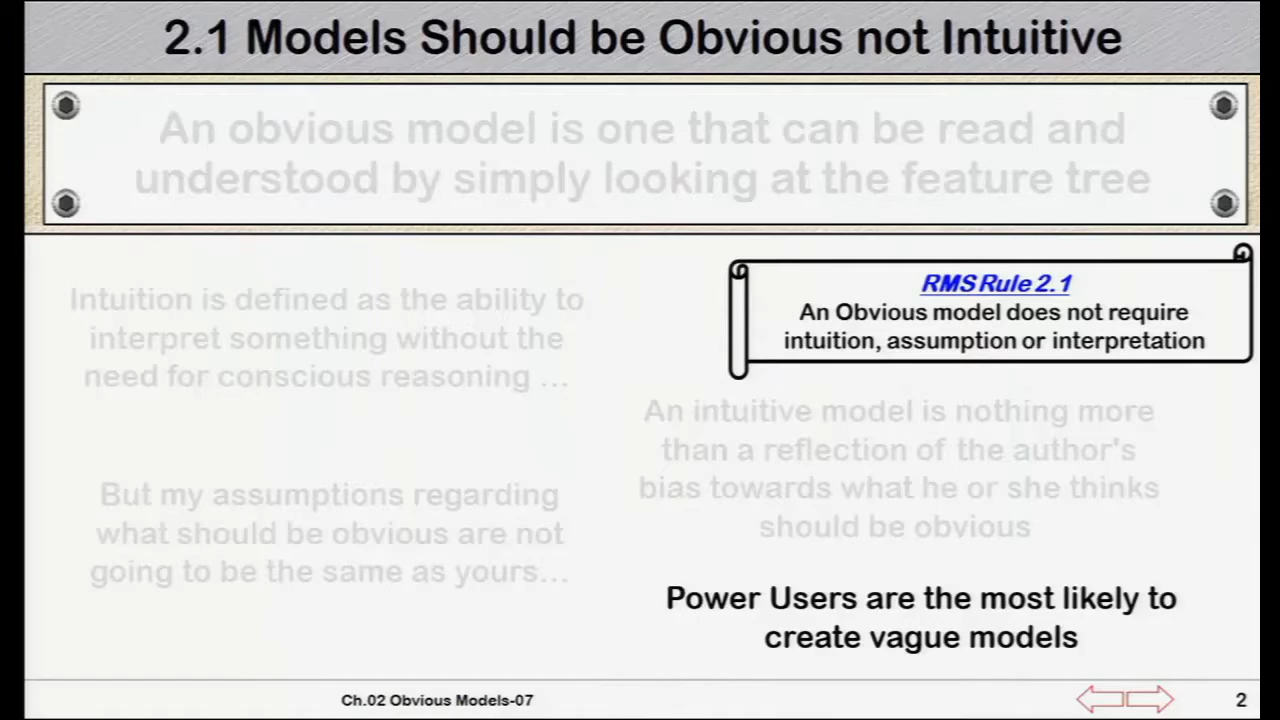 2.1 Models Should be Obvious not Intuitive
An obvious model is one that can be read and
understood by simply looking at the feature tree
Intuition is defined as the ability to
interpret something without the
need for conscious reasoning ...
But my assumptions regarding
what should be obvious are not
going to be the same as yours...
RMS Rule 2.1
An Obvious model does not require
intuition, assumption or interpretation
An intuitive model is nothing more
than a reflection of the author's
bias towards what he or she thinks
should be obvious
Power Users are the most likely to
create vague models
Ch.02 Obvious Models-07
2